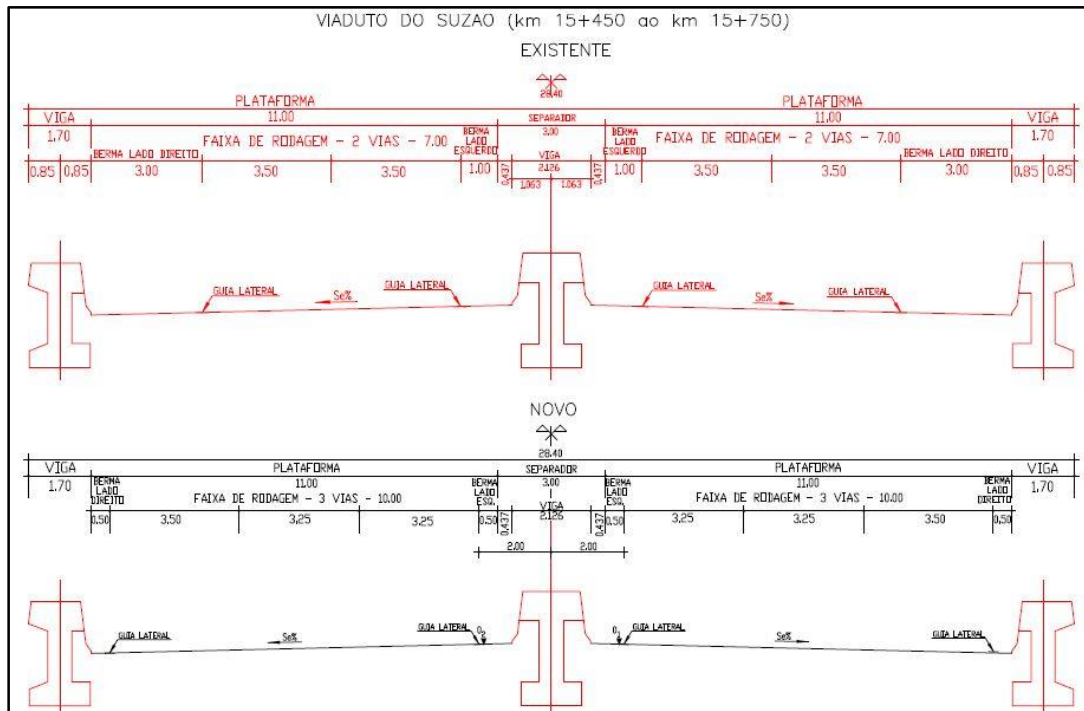 VIADUTO DO SUZÃO (km 15+450 ao km 15+750)
EXISTENTE
28.40
PLATAFORMA PLATAFORMA
VIGA 11.00 SEPARADOR 11.00 VIGA
1.70 FAIXA DE RODAGEM - 2 VIAS - 7.00 BERMA LADO ESQUERDO 3.00 BERMA LADO ESQUERDO FAIXA DE RODAGEM - 2 VIAS - 7.00 1.70
BERMA LADO DIREITO VIGA BERMA LADO DIREITO
0.85 0.85 3.00 3.50 3.50 1.00 0.437 2.126 0.437 1.00 3.50 3.50 3.00 0.85 0.85
1.063 1.063
GUIA LATERAL Se% GUIA LATERAL GUIA LATERAL Se% GUIA LATERAL
NOVO
28.40
VIGA PLATAFORMA SEPARADOR PLATAFORMA VIGA
1.70 BERMA LADO DIREITO 11.00 BERMA LADO ESQ. 3.00 BERMA LADO ESQ. 11.00 BERMA LADO DIREITO 1.70
FAIXA DE RODAGEM - 3 VIAS - 10.00 FAIXA DE RODAGEM - 3 VIAS - 10.00
VIGA
0.50 3.50 3.25 3.25 0.50 0.437 2.126 0.437 0.50 3.25 3.25 3.50 0.50
2.00 2.00
GUIA LATERAL Se% GUIA LATERAL GUIA LATERAL Se% GUIA LATERAL